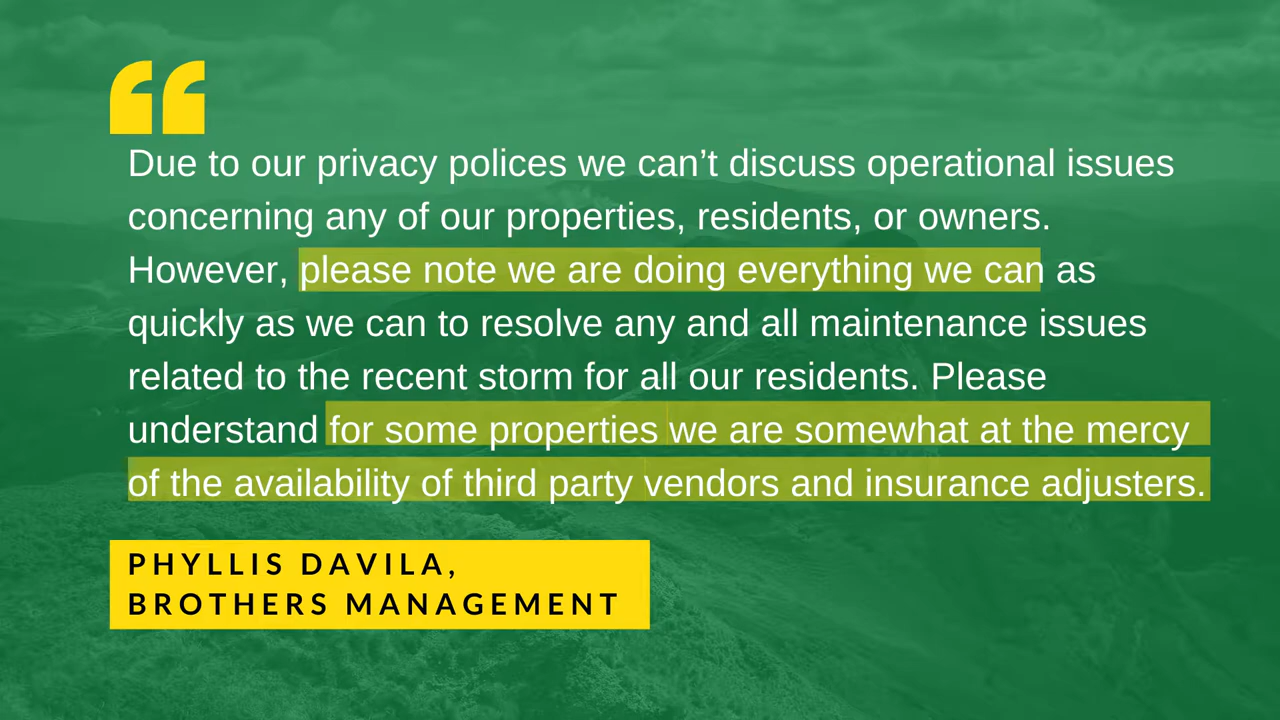 Due to our privacy polices we can’t discuss operational issues
concerning any of our properties, residents, or owners.
However, please note we are doing everything we can as
quickly as we can to resolve any and all maintenance issues
related to the recent storm for all our residents. Please
understand for some properties we are somewhat at the mercy
of the availability of third party vendors and insurance adjusters.
PHYLLIS DAVILA,
BROTHERS MANAGEMENT